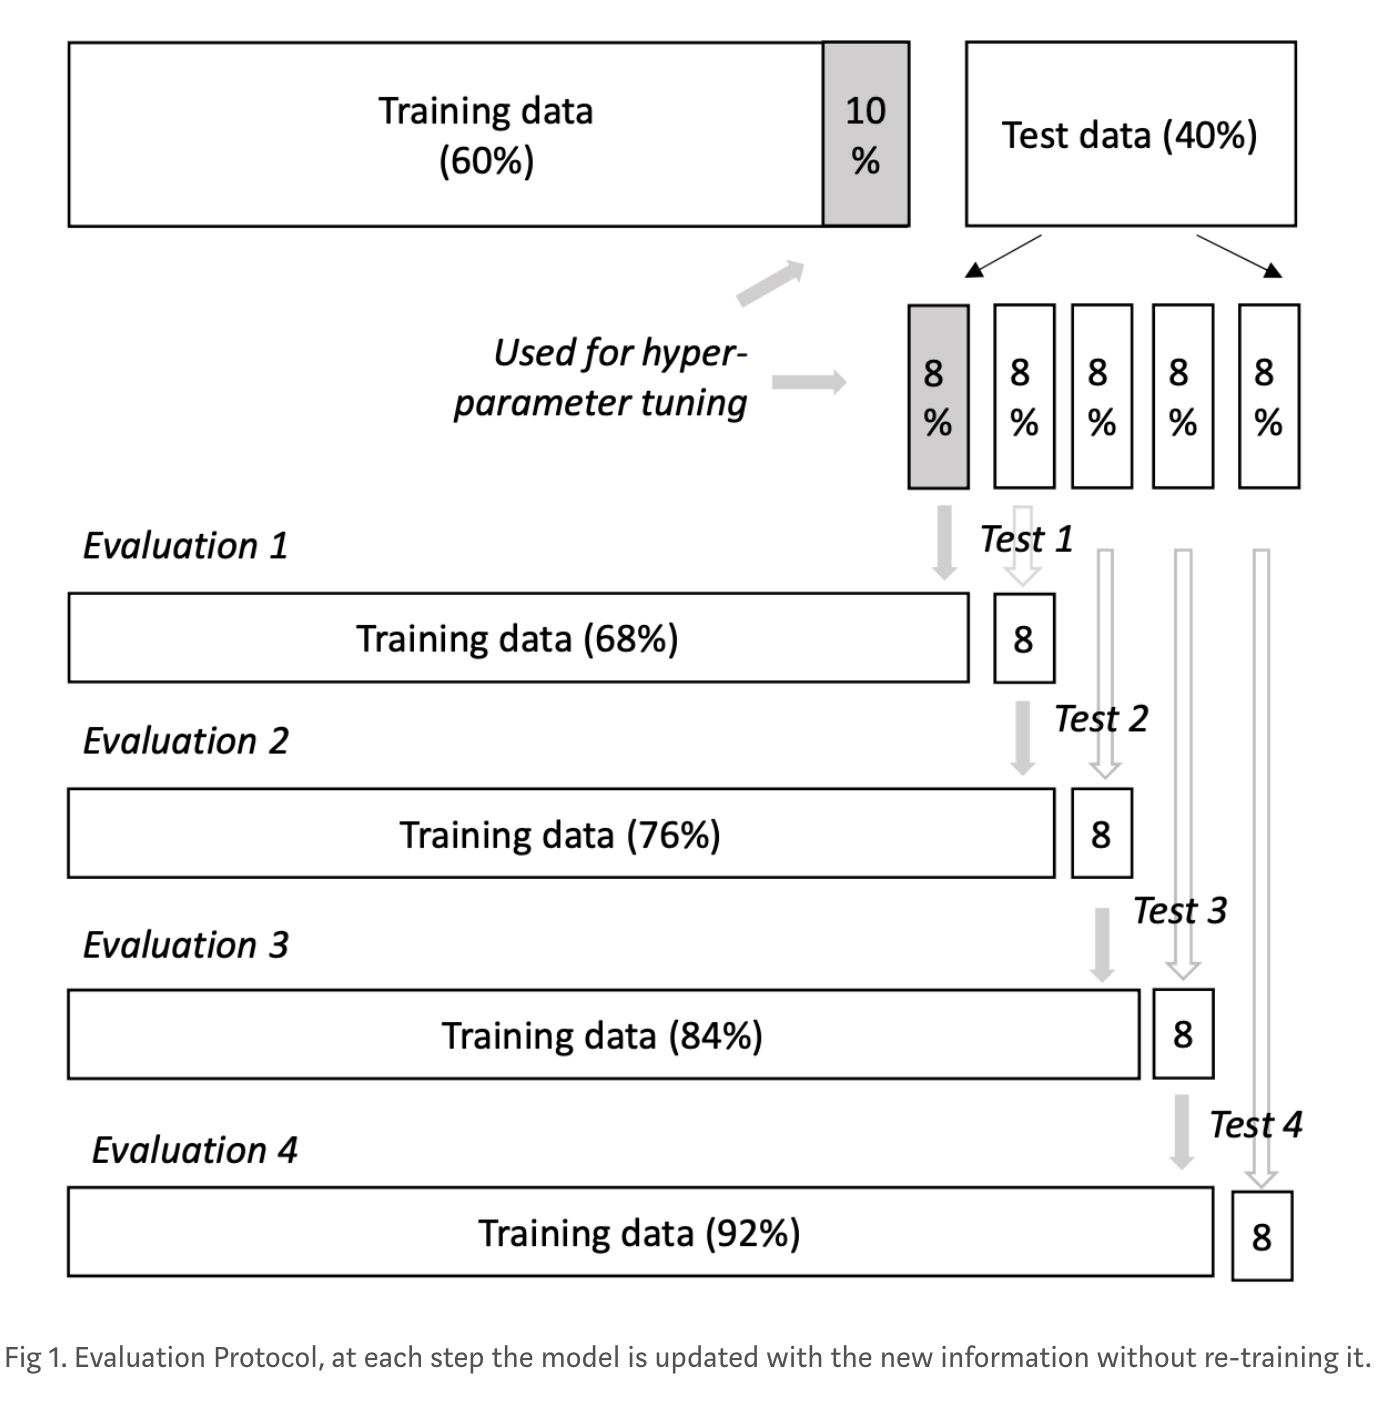 Training data
(60%)
10
%
Test data (40%)
Used for hyper-
parameter tuning
8
%
8
%
8
%
8
%
8
%
Evaluation 1
Test 1
Training data (68%)
8
Evaluation 2
Test 2
Training data (76%)
8
Evaluation 3
Test 3
Training data (84%)
8
Evaluation 4
Test 4
Training data (92%)
8
Fig 1. Evaluation Protocol, at each step the model is updated with the new information without re-training it.